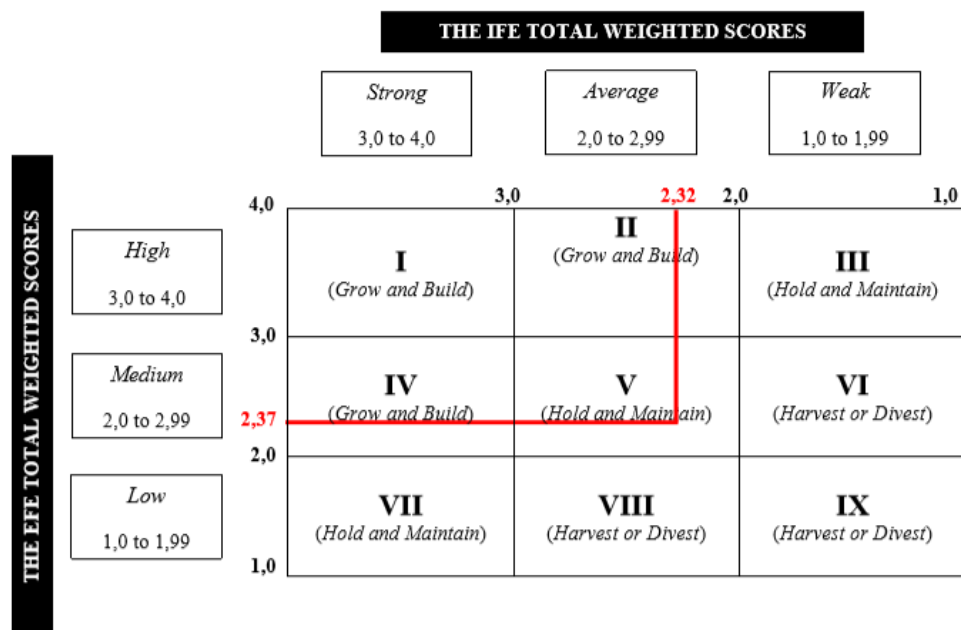 THE IFE TOTAL WEIGHTED SCORES
Strong
3,0 to 4,0
Average
2,0 to 2,99
Weak
1,0 to 1,99
THE EFE TOTAL WEIGHTED SCORES
4,0
3,0
2,32
2,0
1,0
High
3,0 to 4,0
I
(Grow and Build)
II
(Grow and Build)
III
(Hold and Maintain)
3,0
Medium
2,0 to 2,99
2,37
IV
(Grow and Build)
V
(Hold and Maintain)
VI
(Harvest or Divest)
2,0
Low
1,0 to 1,99
VII
(Hold and Maintain)
VIII
(Harvest or Divest)
IX
(Harvest or Divest)
1,0